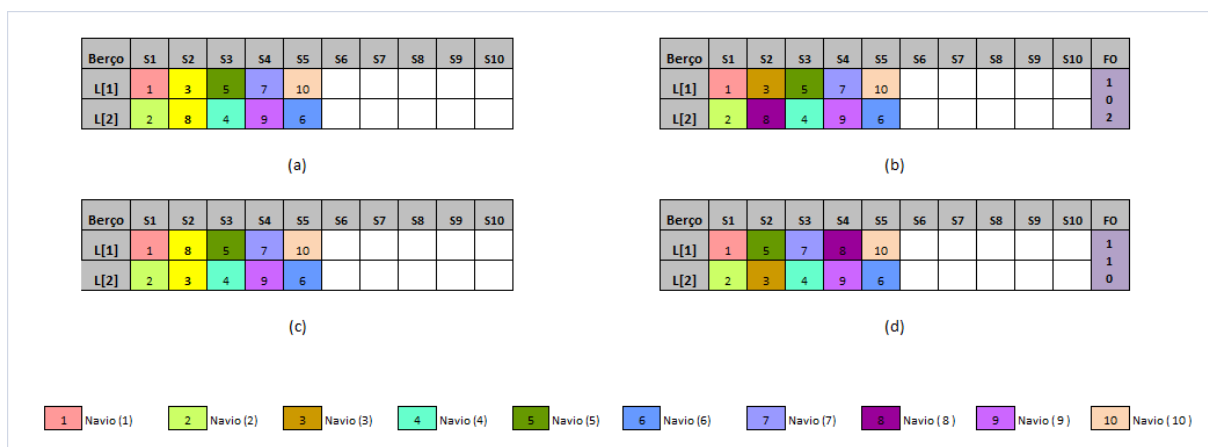 Berço S1 S2 S3 S4 S5 S6 S7 S8 S9 S10
L[1] 1 3 5 7 10
L[2] 2 8 4 9 6
(a)
Berço S1 S2 S3 S4 S5 S6 S7 S8 S9 S10 FO
L[1] 1 3 5 7 10
L[2] 2 8 4 9 6
1
0
2
(b)
Berço S1 S2 S3 S4 S5 S6 S7 S8 S9 S10
L[1] 1 8 5 7 10
L[2] 2 3 4 9 6
(c)
Berço S1 S2 S3 S4 S5 S6 S7 S8 S9 S10 FO
L[1] 1 5 7 8 10
L[2] 2 3 4 9 6
1
1
0
(d)
1 Navio (1) 2 Navio (2) 3 Navio (3) 4 Navio (4) 5 Navio (5) 6 Navio (6) 7 Navio (7) 8 Navio ( 8 ) 9 Navio ( 9 ) 10 Navio ( 10 )